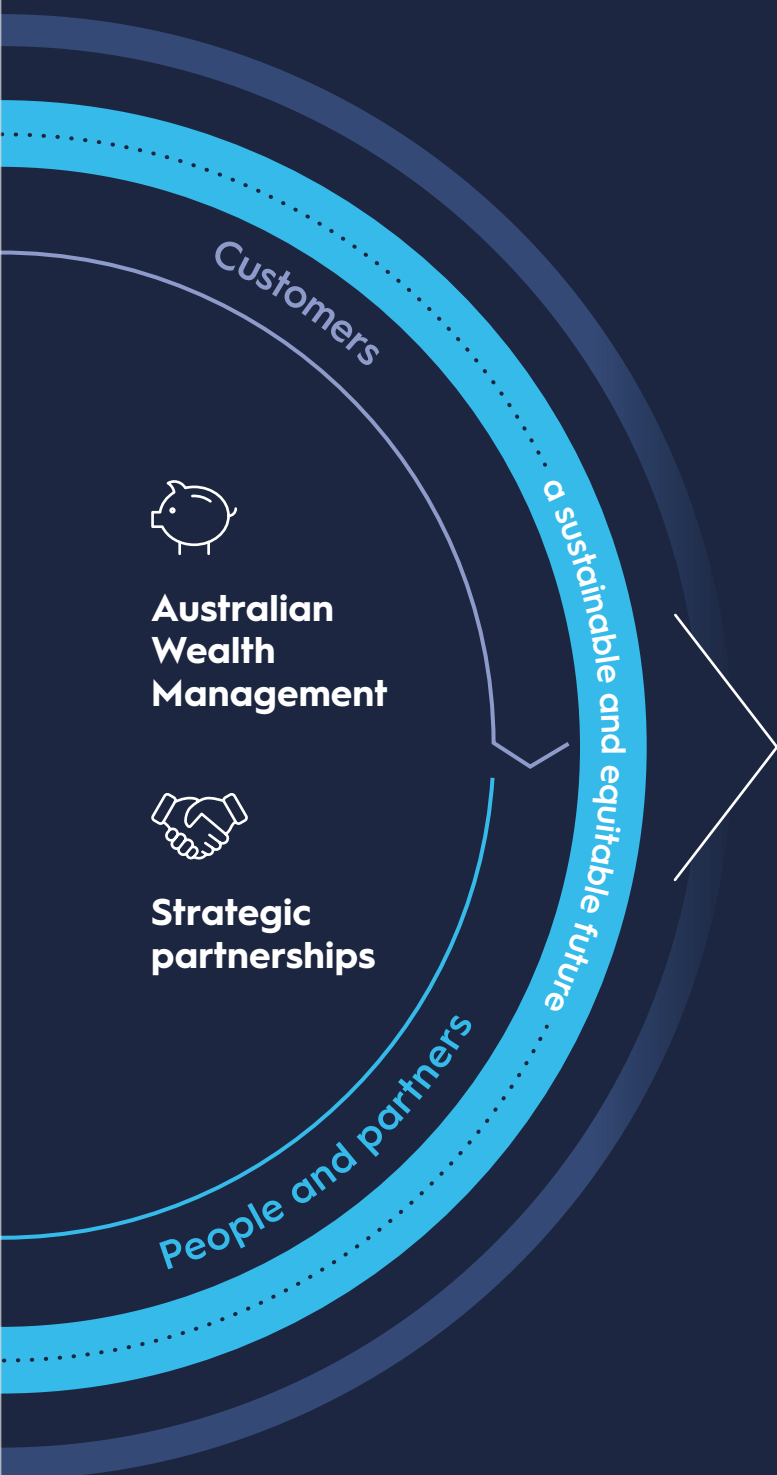 Customers
a sustainable and equitable future
Australian
Wealth
Management
Strategic
partnerships
People and partners